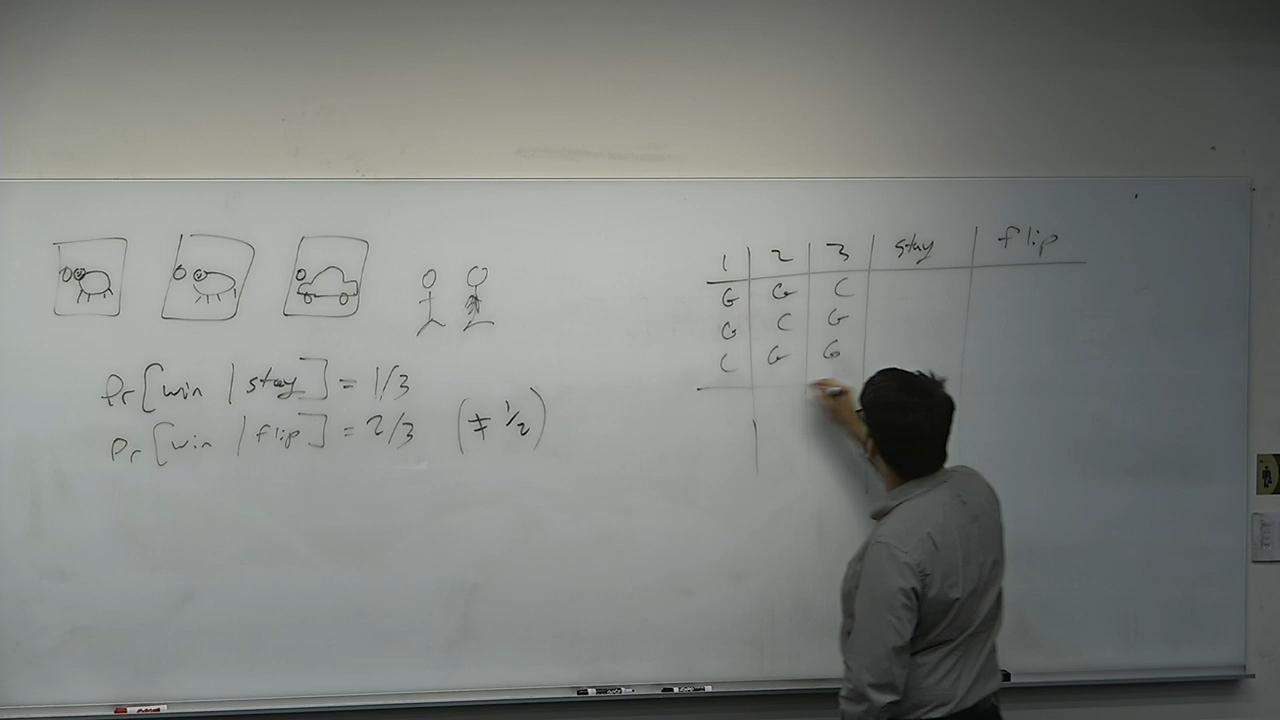 Pr[win | stay] = 1/3
Pr[win | flip] = 2/3 (≠ 1/2)
1 2 3 stay flip
G G C
G C G
C G G